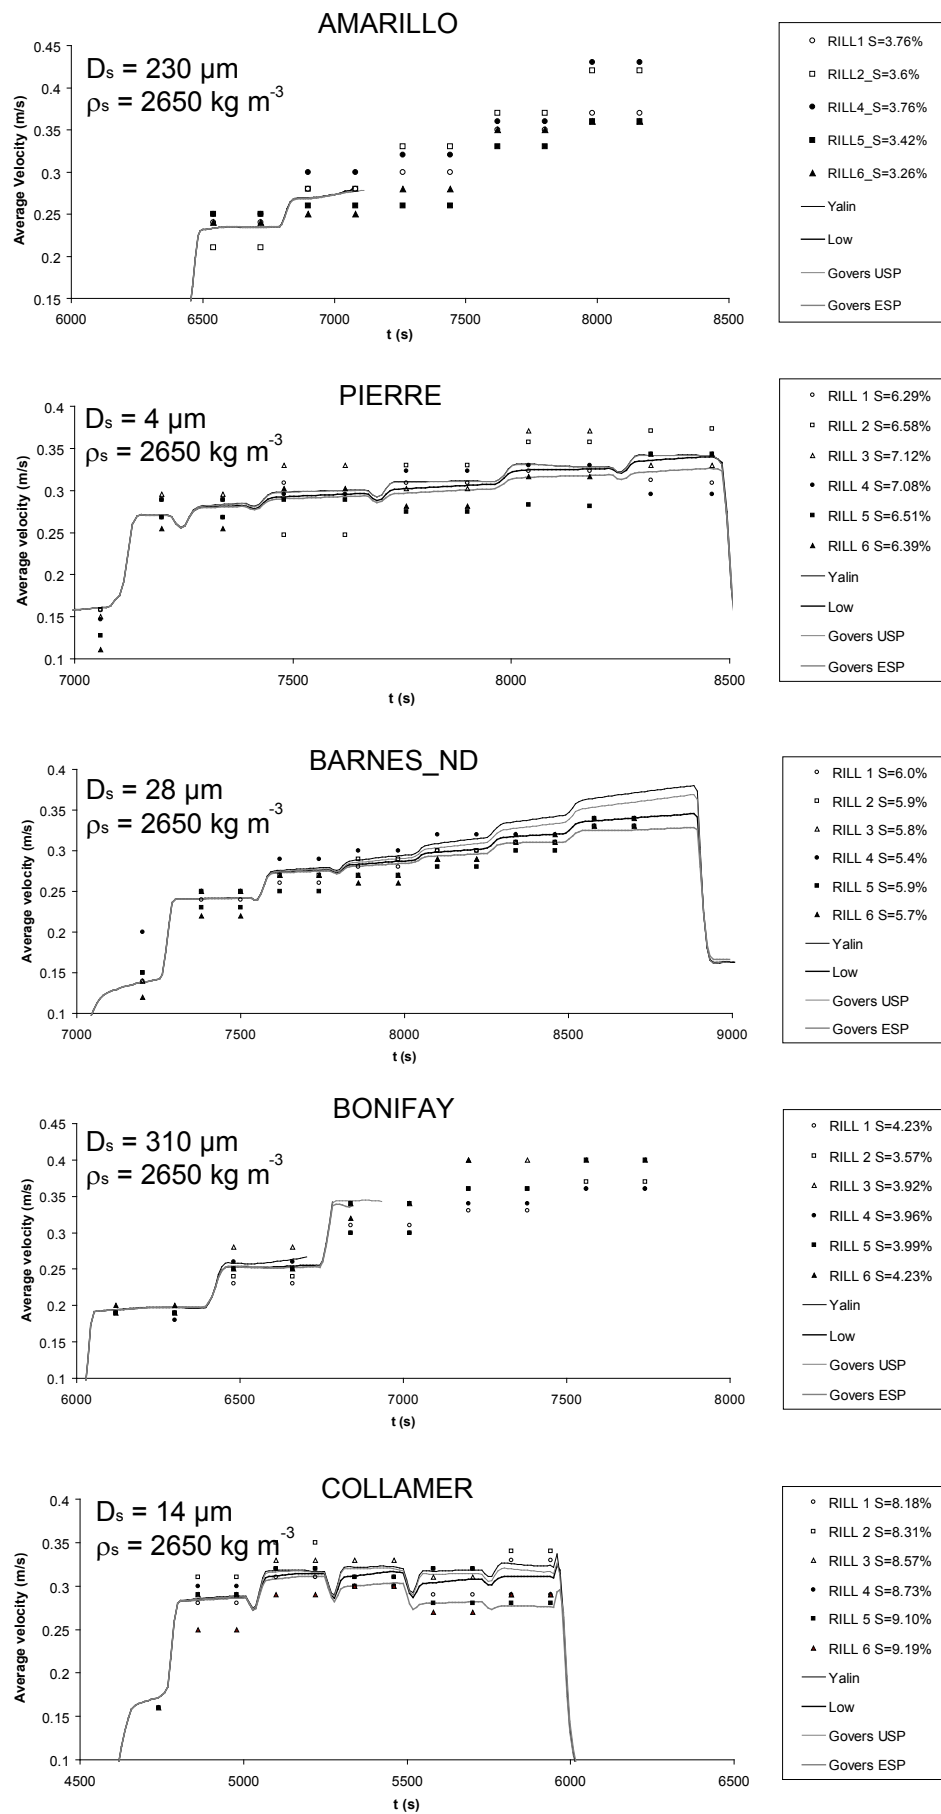 AMARILLO
Average Velocity (m/s)
0.45
0.4
0.35
0.3
0.25
0.2
0.15
Ds = 230 µm
ρs = 2650 kg m-3
6000 6500 7000 7500 8000 8500
t (s)
RILL1 S=3.76%
RILL2_S=3.6%
RILL4_S=3.76%
RILL5_S=3.42%
RILL6_S=3.26%
Yalin
Low
Govers USP
Govers ESP
PIERRE
Average velocity (m/s)
0.4
0.35
0.3
0.25
0.2
0.15
0.1
Ds = 4 µm
ρs = 2650 kg m-3
7000 7500 8000 8500
t (s)
RILL 1 S=6.29%
RILL 2 S=6.58%
RILL 3 S=7.12%
RILL 4 S=7.08%
RILL 5 S=6.51%
RILL 6 S=6.39%
Yalin
Low
Govers USP
Govers ESP
BARNES_ND
Average velocity (m/s)
0.4
0.35
0.3
0.25
0.2
0.15
0.1
Ds = 28 µm
ρs = 2650 kg m-3
7000 7500 8000 8500 9000
t (s)
RILL 1 S=6.0%
RILL 2 S=5.9%
RILL 3 S=5.8%
RILL 4 S=5.4%
RILL 5 S=5.9%
RILL 6 S=5.7%
Yalin
Low
Govers USP
Govers ESP
BONIFAY
Average velocity (m/s)
0.45
0.4
0.35
0.3
0.25
0.2
0.15
0.1
Ds = 310 µm
ρs = 2650 kg m-3
6000 6500 7000 7500 8000
t (s)
RILL 1 S=4.23%
RILL 2 S=3.57%
RILL 3 S=3.92%
RILL 4 S=3.96%
RILL 5 S=3.99%
RILL 6 S=4.23%
Yalin
Low
Govers USP
Govers ESP
COLLAMER
Average velocity (m/s)
0.4
0.35
0.3
0.25
0.2
0.15
0.1
Ds = 14 µm
ρs = 2650 kg m-3
4500 5000 5500 6000 6500
t (s)
RILL 1 S=8.18%
RILL 2 S=8.31%
RILL 3 S=8.57%
RILL 4 S=8.73%
RILL 5 S=9.10%
RILL 6 S=9.19%
Yalin
Low
Govers USP
Govers ESP